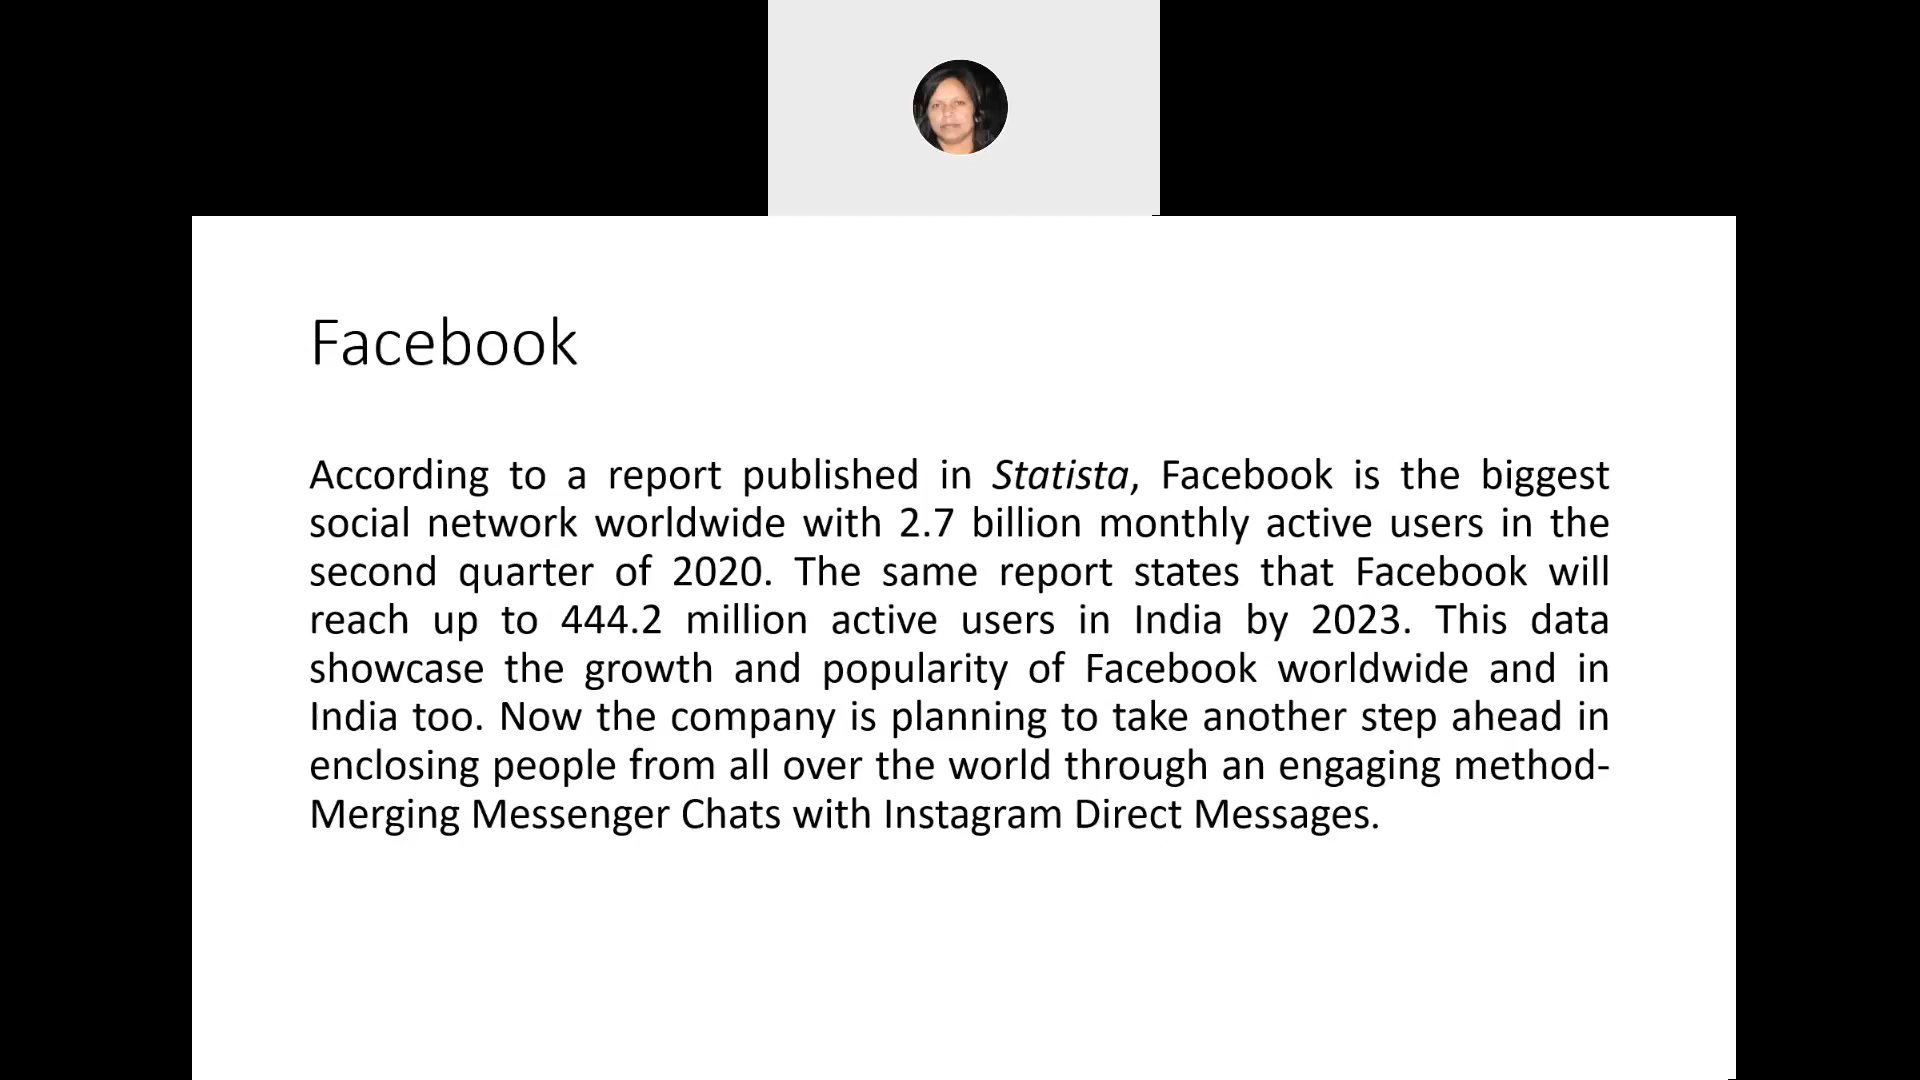 Facebook
According to a report published in Statista, Facebook is the biggest
social network worldwide with 2.7 billion monthly active users in the
second quarter of 2020. The same report states that Facebook will
reach up to 444.2 million active users in India by 2023. This data
showcase the growth and popularity of Facebook worldwide and in
India too. Now the company is planning to take another step ahead in
enclosing people from all over the world through an engaging method-
Merging Messenger Chats with Instagram Direct Messages.